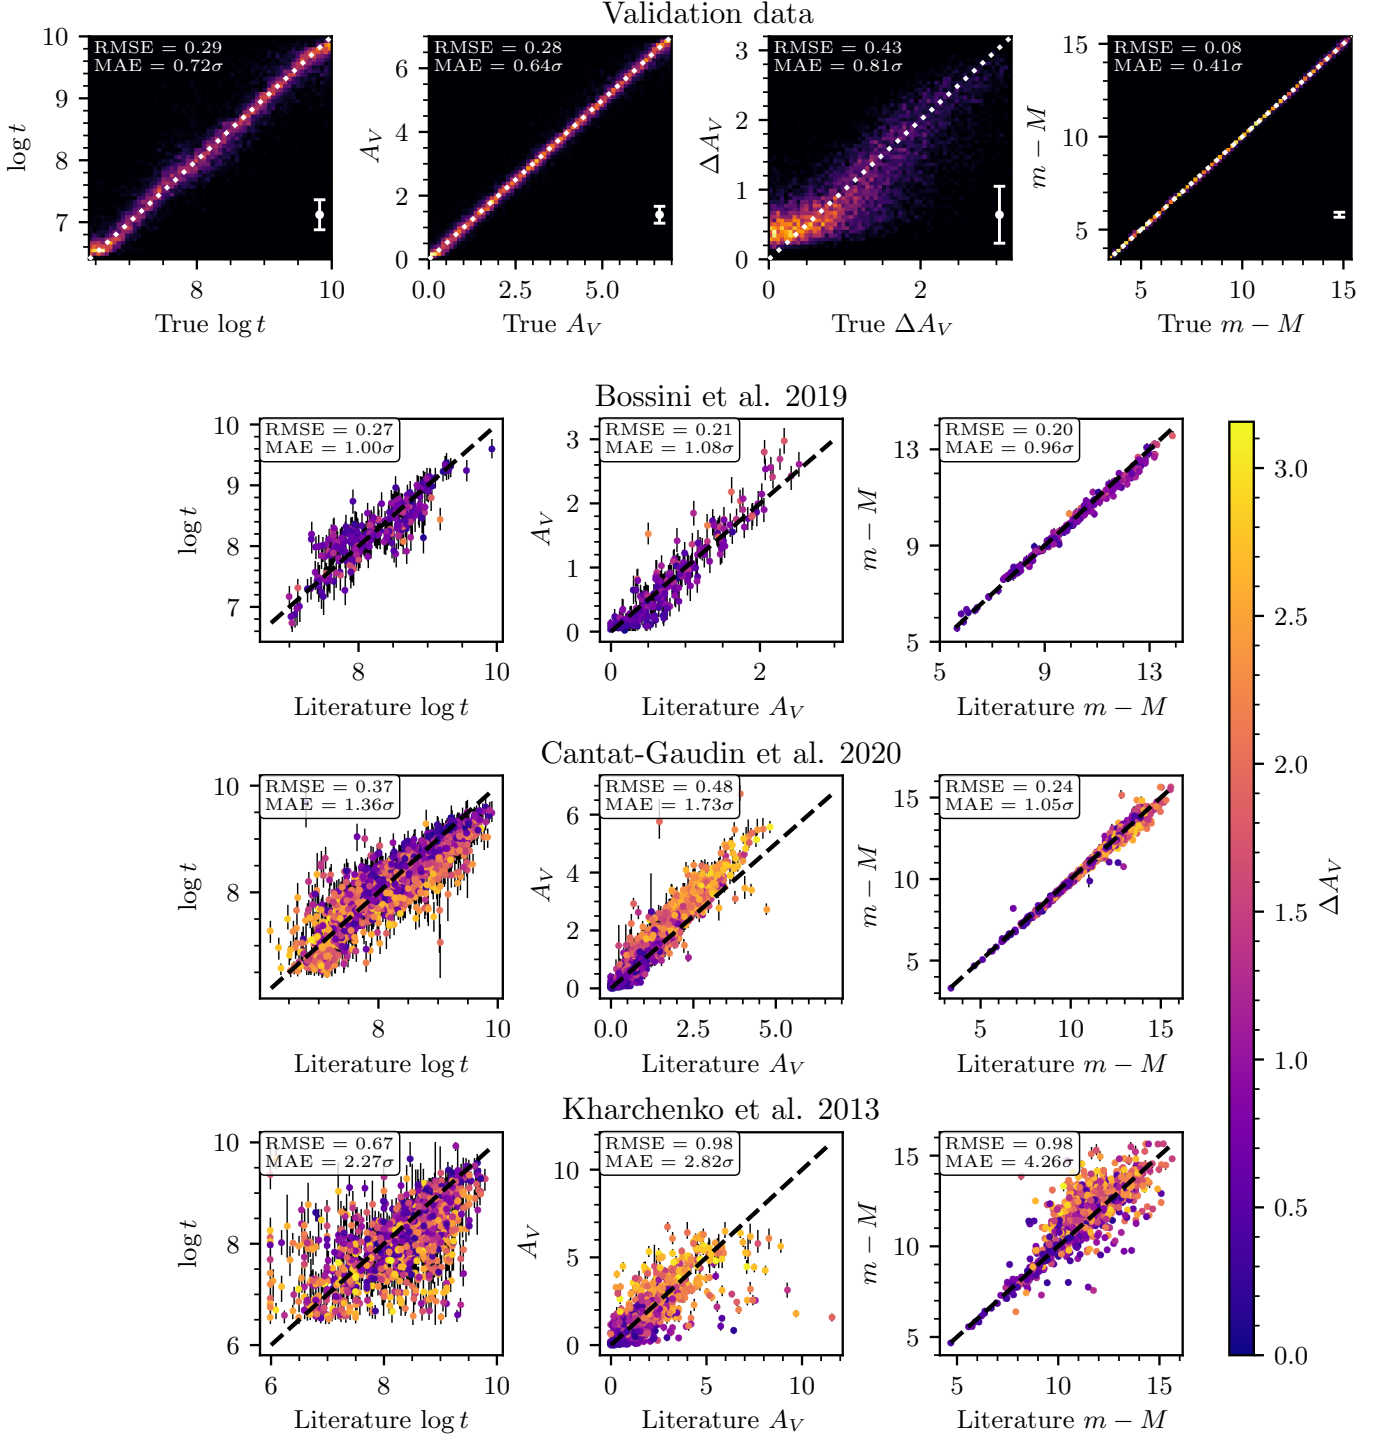 Validation data
RMSE = 0.29
MAE = 0.72σ
RMSE = 0.28
MAE = 0.64σ
RMSE = 0.43
MAE = 0.81σ
RMSE = 0.08
MAE = 0.41σ
log t
10
9
8
7
8
10
True log t
A_V
6
4
2
0
0.0
2.5
5.0
True A_V
ΔA_V
3
2
1
0
0
2
True ΔA_V
m − M
15
10
5
5
10
15
True m − M
Bossini et al. 2019
RMSE = 0.27
MAE = 1.00σ
RMSE = 0.21
MAE = 1.08σ
RMSE = 0.20
MAE = 0.96σ
log t
10
9
8
7
8
10
Literature log t
A_V
3
2
1
0
0
2
Literature A_V
m − M
13
9
5
5
9
13
Literature m − M
Cantat-Gaudin et al. 2020
RMSE = 0.37
MAE = 1.36σ
RMSE = 0.48
MAE = 1.73σ
RMSE = 0.24
MAE = 1.05σ
log t
10
8
8
10
Literature log t
A_V
6
4
2
0
0.0
2.5
5.0
Literature A_V
m − M
15
10
5
5
10
15
Literature m − M
Kharchenko et al. 2013
RMSE = 0.67
MAE = 2.27σ
RMSE = 0.98
MAE = 2.82σ
RMSE = 0.98
MAE = 4.26σ
log t
10
8
6
6
8
10
Literature log t
A_V
10
5
0
0
5
10
Literature A_V
m − M
15
10
5
5
10
15
Literature m − M
3.0
2.5
2.0
1.5
1.0
0.5
0.0
ΔA_V